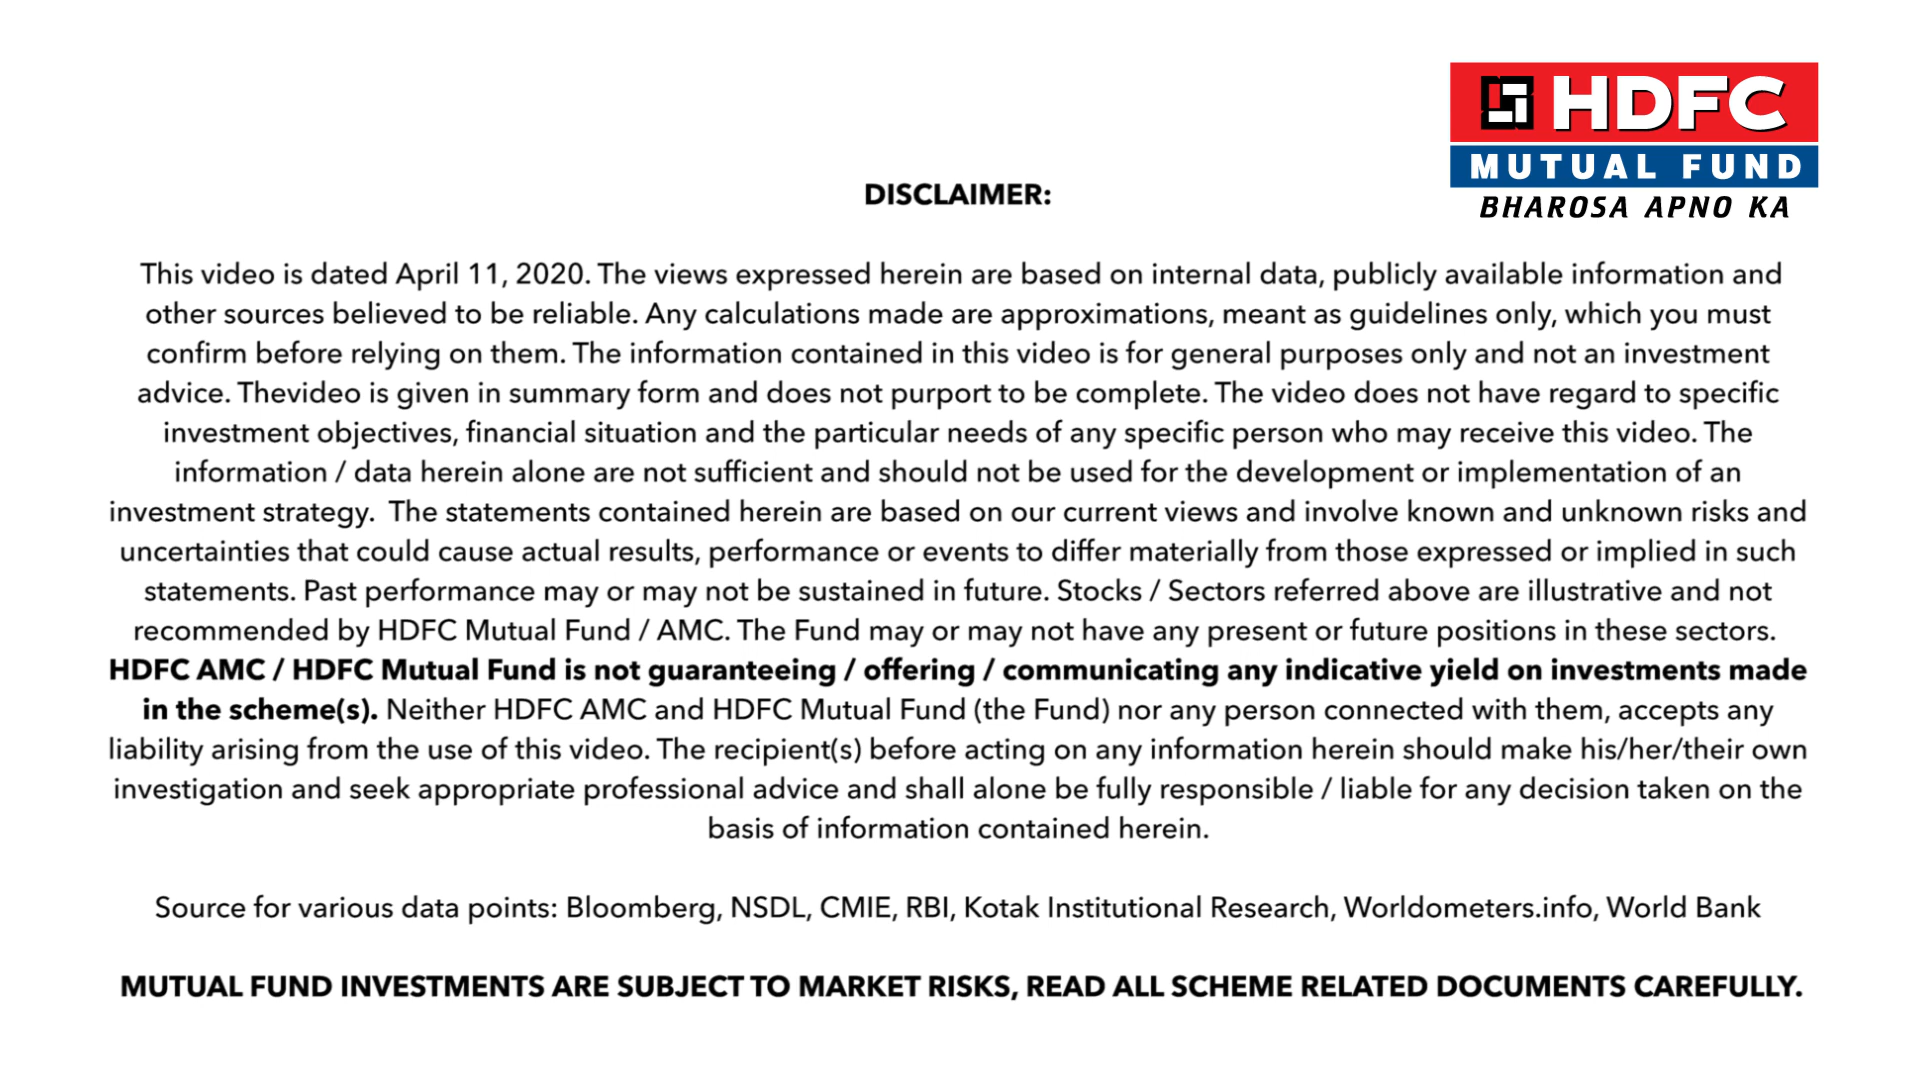 HDFC
MUTUAL FUND
BHAROSA APNO KA
DISCLAIMER:
This video is dated April 11, 2020. The views expressed herein are based on internal data, publicly available information and
other sources believed to be reliable. Any calculations made are approximations, meant as guidelines only, which you must
confirm before relying on them. The information contained in this video is for general purposes only and not an investment
advice. Thevideo is given in summary form and does not purport to be complete. The video does not have regard to specific
investment objectives, financial situation and the particular needs of any specific person who may receive this video. The
information / data herein alone are not sufficient and should not be used for the development or implementation of an
investment strategy.  The statements contained herein are based on our current views and involve known and unknown risks and
uncertainties that could cause actual results, performance or events to differ materially from those expressed or implied in such
statements. Past performance may or may not be sustained in future. Stocks / Sectors referred above are illustrative and not
recommended by HDFC Mutual Fund / AMC. The Fund may or may not have any present or future positions in these sectors.
HDFC AMC / HDFC Mutual Fund is not guaranteeing / offering / communicating any indicative yield on investments made
in the scheme(s). Neither HDFC AMC and HDFC Mutual Fund (the Fund) nor any person connected with them, accepts any
liability arising from the use of this video. The recipient(s) before acting on any information herein should make his/her/their own
investigation and seek appropriate professional advice and shall alone be fully responsible / liable for any decision taken on the
basis of information contained herein.
Source for various data points: Bloomberg, NSDL, CMIE, RBI, Kotak Institutional Research, Worldometers.info, World Bank
MUTUAL FUND INVESTMENTS ARE SUBJECT TO MARKET RISKS, READ ALL SCHEME RELATED DOCUMENTS CAREFULLY.